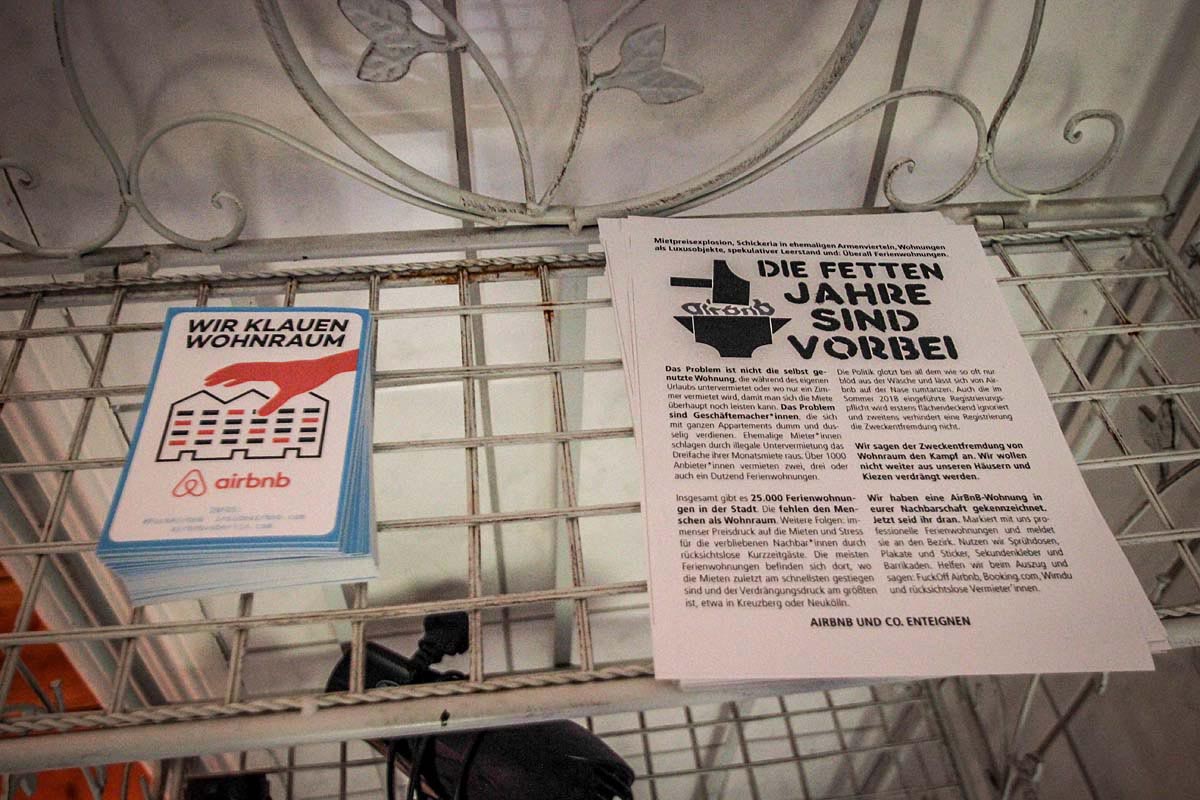 WIR KLAUEN
WOHNRAUM
airbnb
INFOS:
Mietpreisexplosion, Schickeria in ehemaligen Armenvierteln, Wohnungen
als Luxusobjekte, spekulativer Leerstand und: Überall Ferienwohnungen.
airbnb
DIE FETTEN
JAHRE
SIND
VORBEI
Das Problem ist nicht die selbst ge-
nutzte Wohnung, die während des eigenen
Urlaubs untervermietet oder wo nur ein Zim-
mer vermietet wird, damit man sich die Miete
überhaupt noch leisten kann. Das Problem
sind Geschäftemacher*innen, die sich
mit ganzen Appartements dumm und dus-
selig verdienen. Ehemalige Mieter*innen
schlagen durch illegale Untervermietung das
Dreifache ihrer Monatsmiete raus. Über 1000
Anbieter*innen vermieten zwei, drei oder
auch ein Dutzend Ferienwohnungen.
Insgesamt gibt es 25.000 Ferienwohnun-
gen in der Stadt. Die fehlen den Men-
schen als Wohnraum. Weitere Folgen: im-
menser Preisdruck auf die Mieten und Stress
für die verbliebenen Nachbar*innen durch
rücksichtslose Kurzzeitgäste. Die meisten
Ferienwohnungen befinden sich dort, wo
die Mieten zuletzt am schnellsten gestiegen
sind und der Verdrängungsdruck am größten
ist, etwa in Kreuzberg oder Neukölln.
Die Politik glotzt bei all dem wie so oft nur
blöd aus der Wäsche und lässt sich von Air-
bnb auf der Nase rumtanzen. Auch die im
Sommer 2018 eingeführte Registrierungs-
pflicht wird erstens flächendeckend ignoriert
und zweitens verhindert eine Registrierung
die Zweckentfremdung nicht.
Wir sagen der Zweckentfremdung von
Wohnraum den Kampf an. Wir wollen
nicht weiter aus unseren Häusern und
Kiezen verdrängt werden.
Wir haben eine AirBnB-Wohnung in
eurer Nachbarschaft gekennzeichnet.
Jetzt seid ihr dran. Markiert mit uns pro-
fessionelle Ferienwohnungen und meldet
sie an den Bezirk. Nutzen wir Sprühdosen,
Plakate und Sticker, Sekundenkleber und
Barrikaden. Helfen wir beim Auszug und
sagen: FuckOff Airbnb, Booking.com, Wimdu
und rücksichtslose Vermieter*innen.
AIRBNB UND CO. ENTEIGNEN